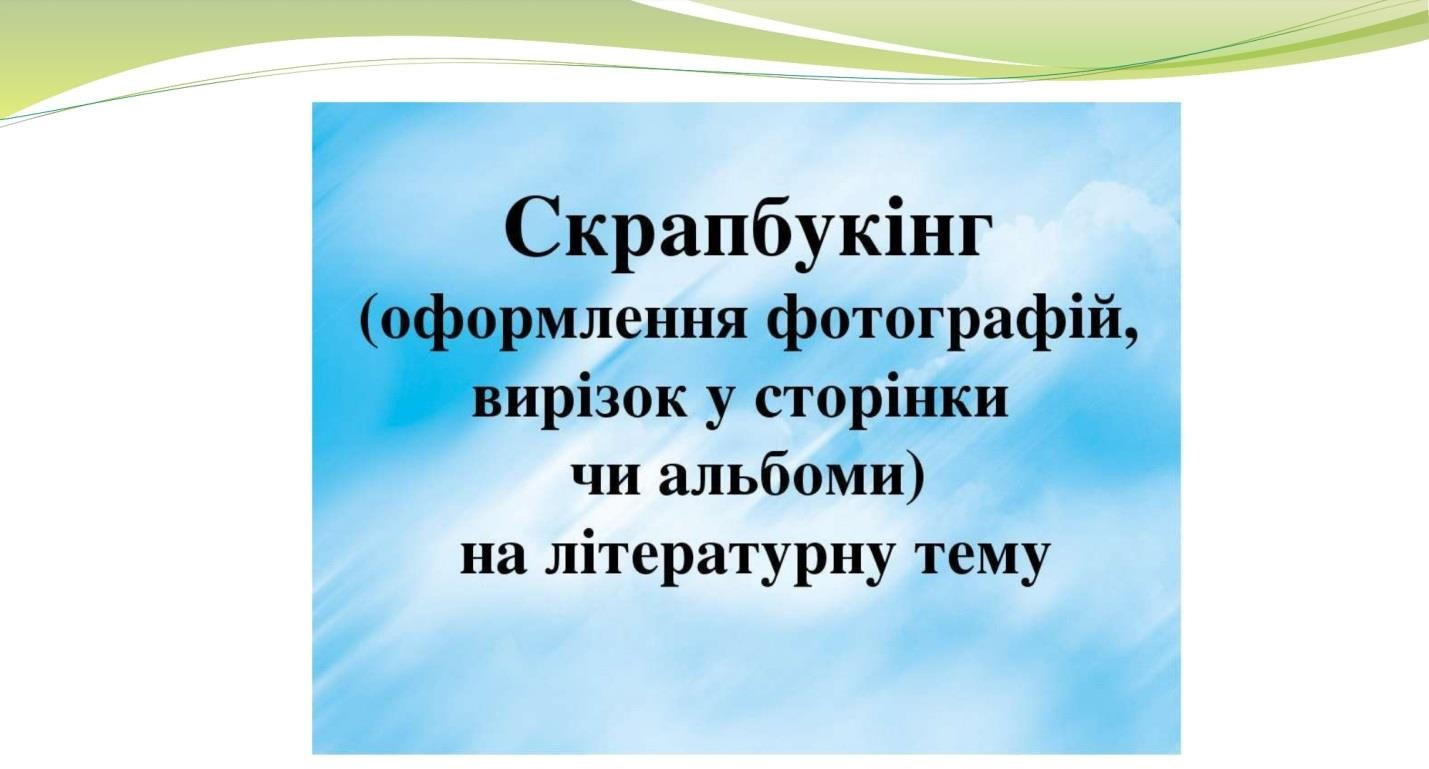 Скрапбукінг
(оформлення фотографій,
вирізок у сторінки
чи альбоми)
на літературну тему